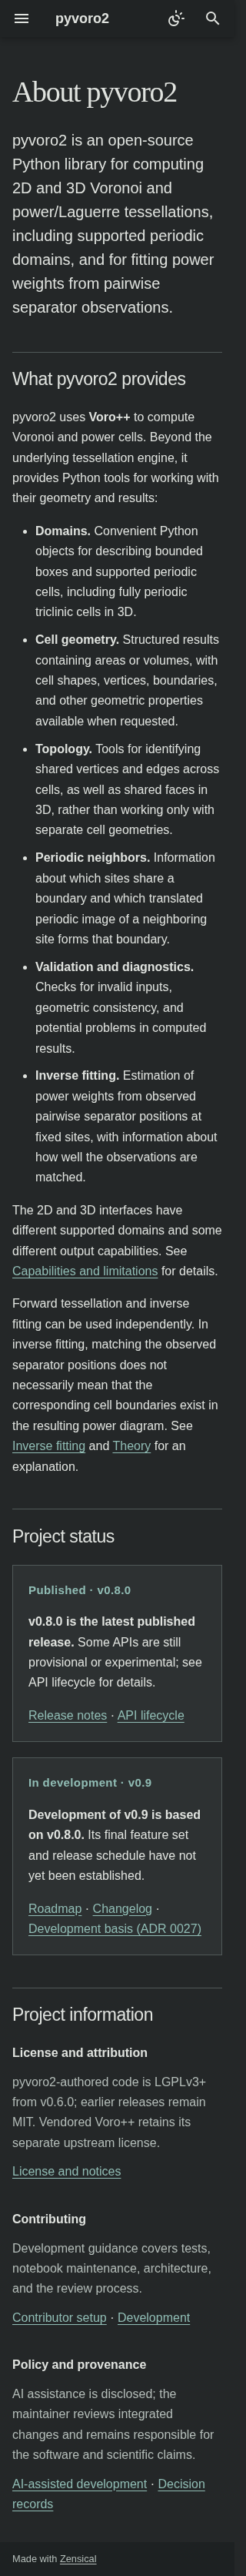 pyvoro2
About pyvoro2
pyvoro2 is an open-source
Python library for computing
2D and 3D Voronoi and
power/Laguerre tessellations,
including supported periodic
domains, and for fitting power
weights from pairwise
separator observations.
What pyvoro2 provides
pyvoro2 uses Voro++ to compute
Voronoi and power cells. Beyond the
underlying tessellation engine, it
provides Python tools for working with
their geometry and results:
• Domains. Convenient Python
objects for describing bounded
boxes and supported periodic
cells, including fully periodic
triclinic cells in 3D.
• Cell geometry. Structured results
containing areas or volumes, with
cell shapes, vertices, boundaries,
and other geometric properties
available when requested.
• Topology. Tools for identifying
shared vertices and edges across
cells, as well as shared faces in
3D, rather than working only with
separate cell geometries.
• Periodic neighbors. Information
about which sites share a
boundary and which translated
periodic image of a neighboring
site forms that boundary.
• Validation and diagnostics.
Checks for invalid inputs,
geometric consistency, and
potential problems in computed
results.
• Inverse fitting. Estimation of
power weights from observed
pairwise separator positions at
fixed sites, with information about
how well the observations are
matched.
The 2D and 3D interfaces have
different supported domains and some
different output capabilities. See
Capabilities and limitations for details.
Forward tessellation and inverse
fitting can be used independently. In
inverse fitting, matching the observed
separator positions does not
necessarily mean that the
corresponding cell boundaries exist in
the resulting power diagram. See
Inverse fitting and Theory for an
explanation.
Project status
Published · v0.8.0
v0.8.0 is the latest published
release. Some APIs are still
provisional or experimental; see
API lifecycle for details.
Release notes · API lifecycle
In development · v0.9
Development of v0.9 is based
on v0.8.0. Its final feature set
and release schedule have not
yet been established.
Roadmap · Changelog ·
Development basis (ADR 0027)
Project information
License and attribution
pyvoro2-authored code is LGPLv3+
from v0.6.0; earlier releases remain
MIT. Vendored Voro++ retains its
separate upstream license.
License and notices
Contributing
Development guidance covers tests,
notebook maintenance, architecture,
and the review process.
Contributor setup · Development
Policy and provenance
AI assistance is disclosed; the
maintainer reviews integrated
changes and remains responsible for
the software and scientific claims.
AI-assisted development · Decision
records
Made with Zensical